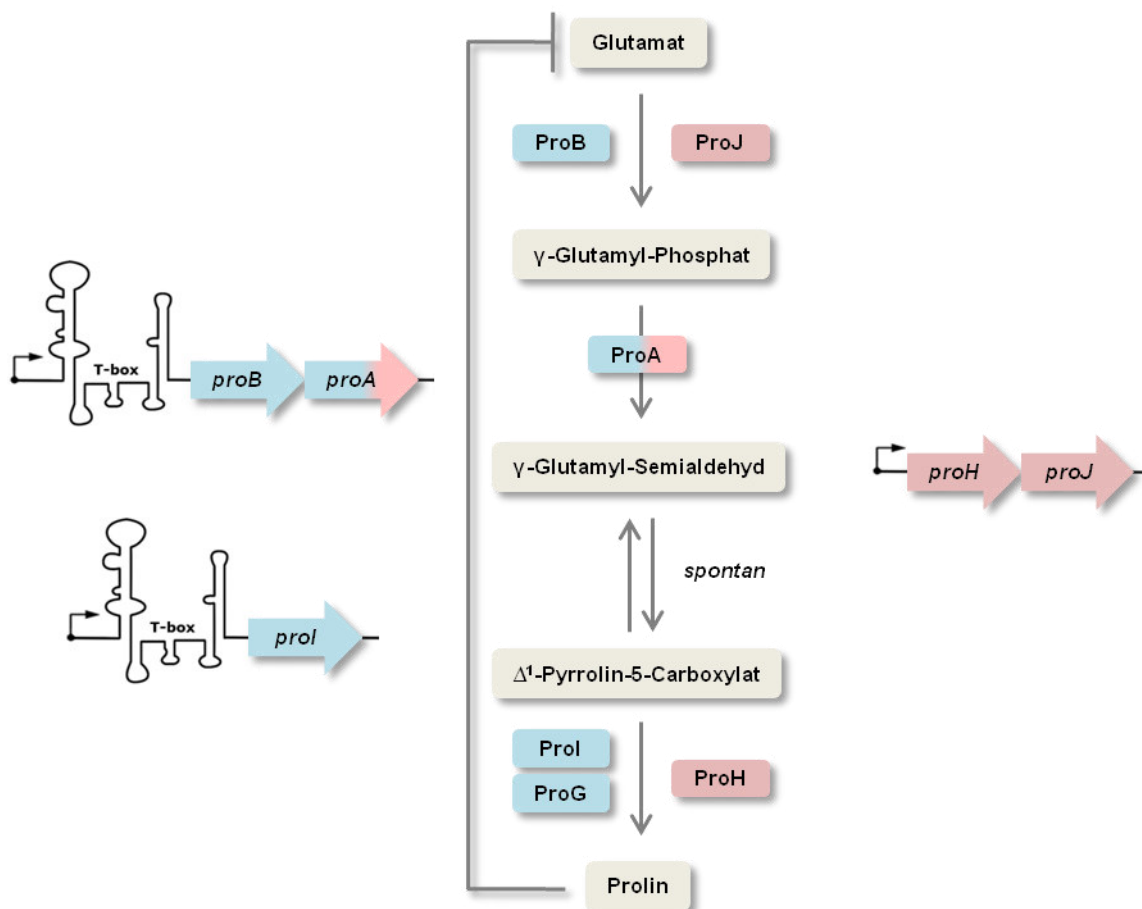 Glutamat
ProB
ProJ
γ-Glutamyl-Phosphat
ProA
γ-Glutamyl-Semialdehyd
spontan
Δ¹-Pyrrolin-5-Carboxylat
ProI
ProG
ProH
Prolin
T-box
proB
proA
T-box
proI
proH
proJ